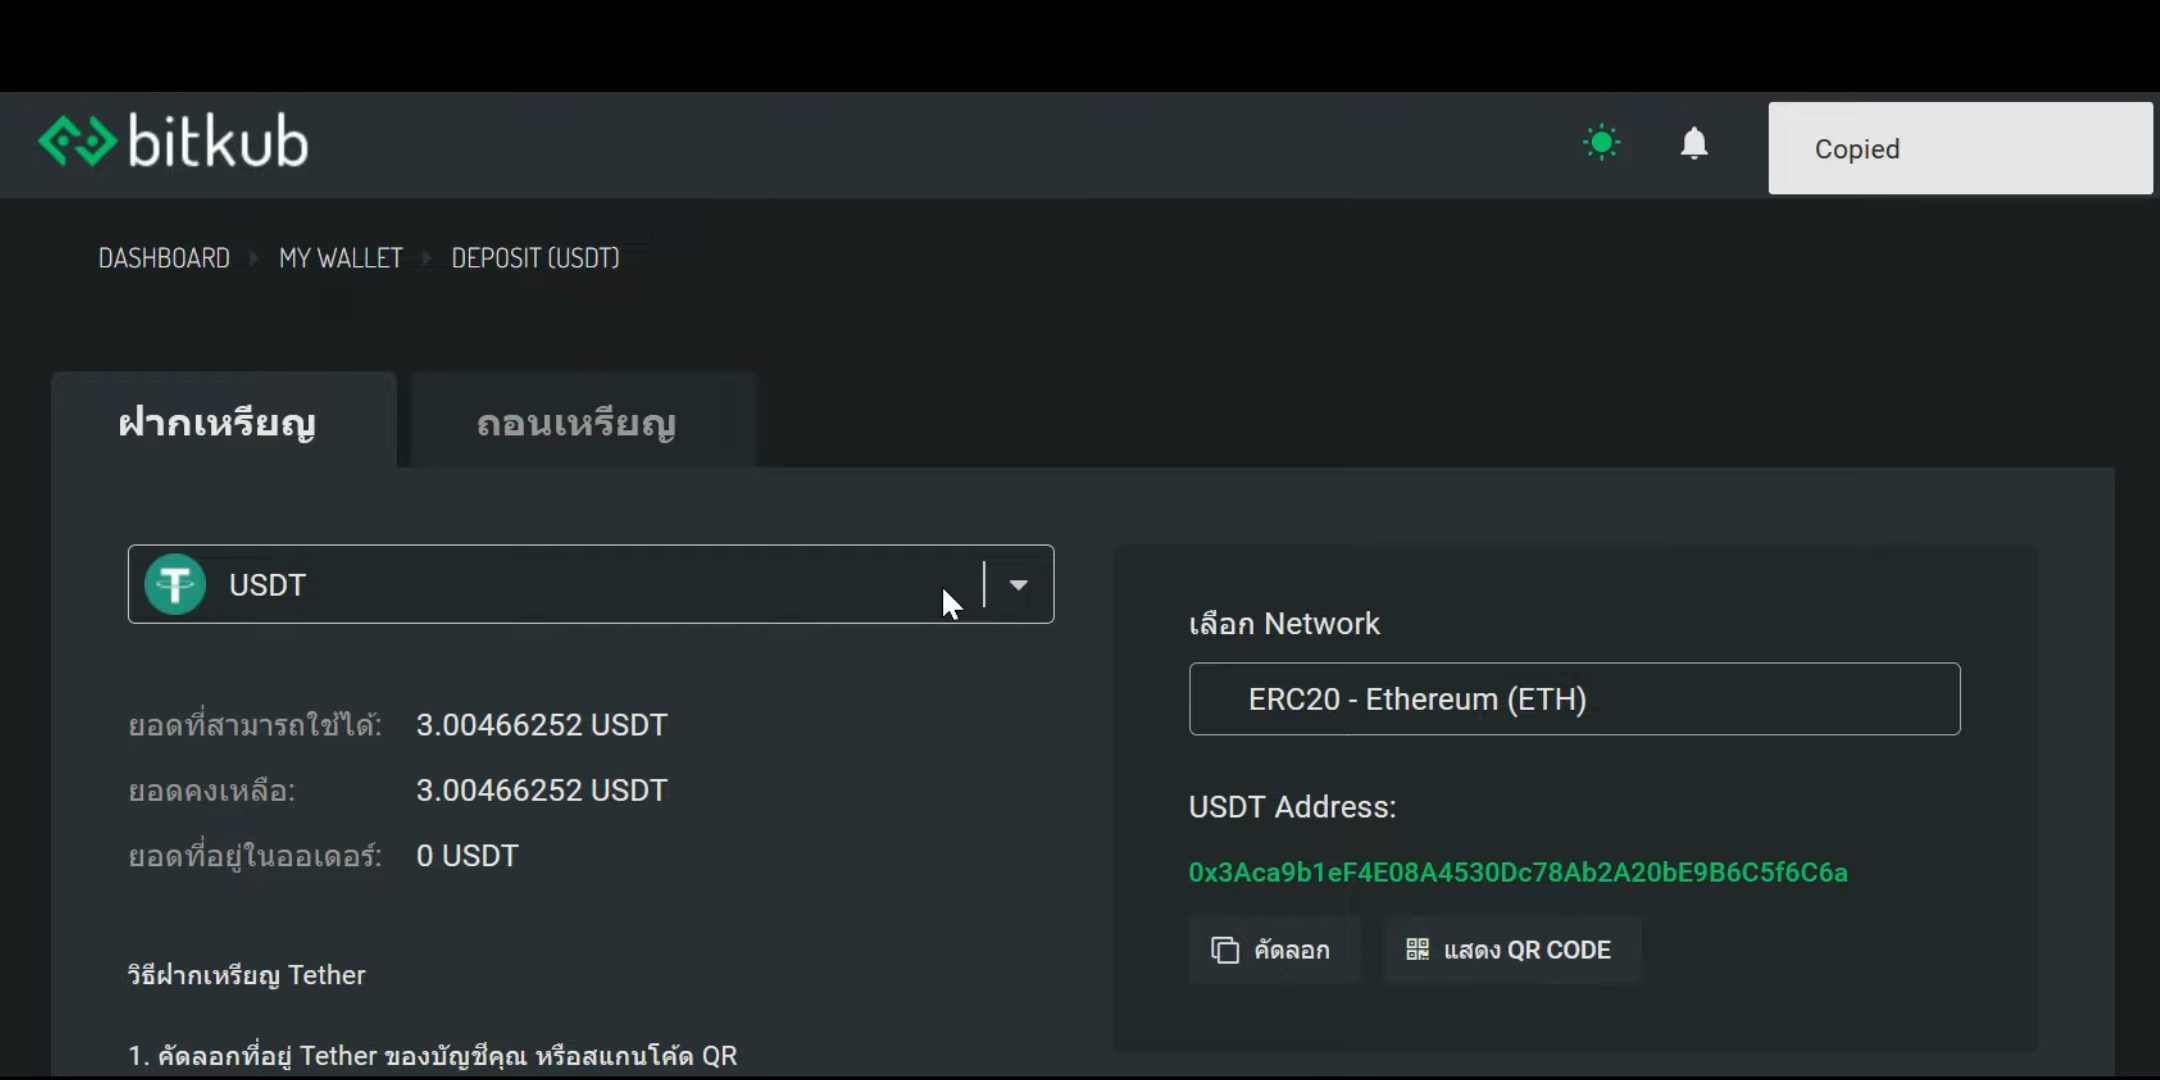 bitkub
Copied
DASHBOARD MY WALLET DEPOSIT (USDT)
ฝากเหรียญ ถอนเหรียญ
USDT
ยอดที่สามารถใช้ได้: 3.00466252 USDT
ยอดคงเหลือ: 3.00466252 USDT
ยอดที่อยู่ในออเดอร์: 0 USDT
วิธีฝากเหรียญ Tether
1. คัดลอกที่อยู่ Tether ของบัญชีคุณ หรือสแกนโค้ด QR
เลือก Network
ERC20 - Ethereum (ETH)
USDT Address:
0x3Aca9b1eF4E08A4530Dc78Ab2A20bE9B6C5f6C6a
คัดลอก แสดง QR CODE